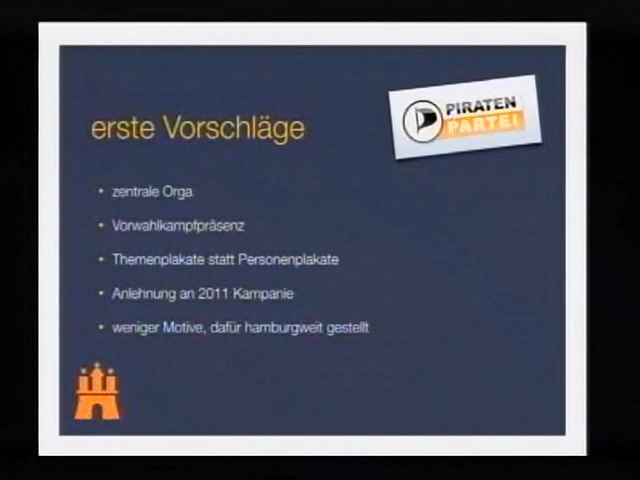 erste Vorschläge
PIRATEN
PARTEI
• zentrale Orga
• Vorwahlkampfpräsenz
• Themenplakate statt Personenplakate
• Anlehnung an 2011 Kampanie
• weniger Motive, dafür hamburgweit gestellt